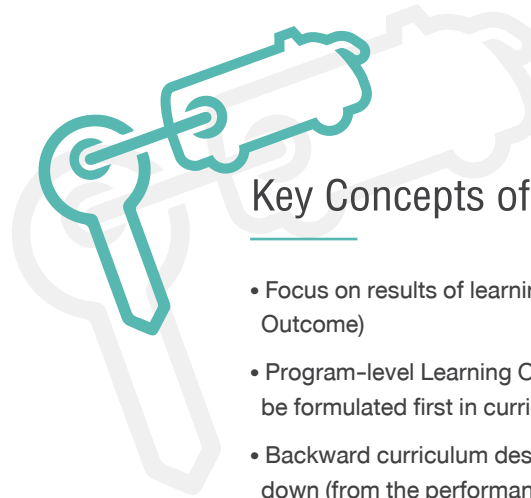 Key Concepts of
• Focus on results of learnin
Outcome)
• Program-level Learning C
be formulated first in curri
• Backward curriculum des
down (from the performan